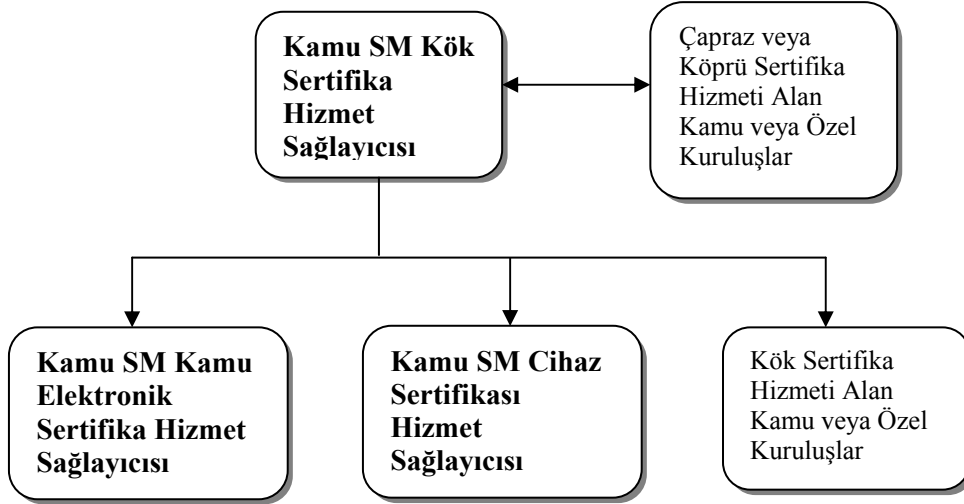 Kamu SM Kök
Sertifika
Hizmet
Sağlayıcısı
Çapraz veya
Köprü Sertifika
Hizmeti Alan
Kamu veya Özel
Kuruluşlar
Kamu SM Kamu
Elektronik
Sertifika Hizmet
Sağlayıcısı
Kamu SM Cihaz
Sertifikası
Hizmet
Sağlayıcısı
Kök Sertifika
Hizmeti Alan
Kamu veya Özel
Kuruluşlar